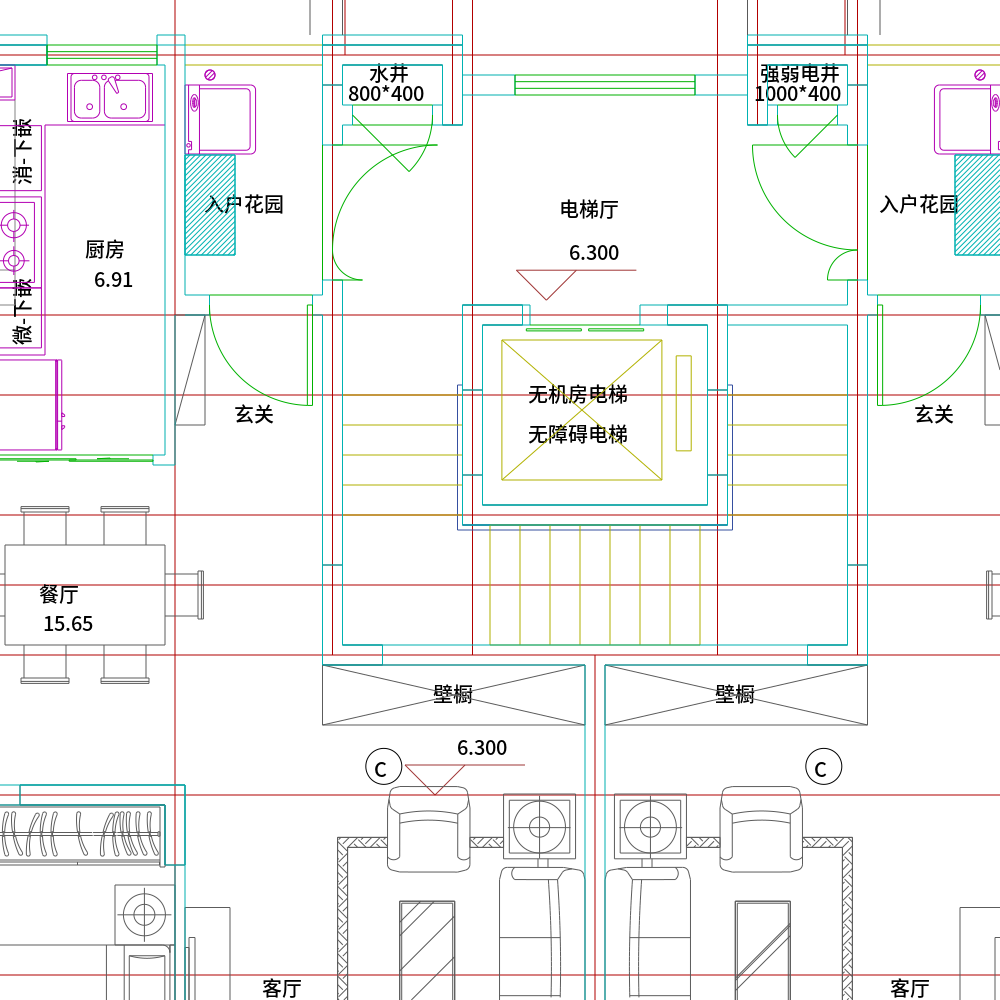 水井
800*400
强弱电井
1000*400
消-下嵌
入户花园
电梯厅
入户花园
厨房
6.91
6.300
微-下嵌
玄关
无机房电梯
无障碍电梯
玄关
餐厅
15.65
壁橱
壁橱
6.300
C
C
客厅
客厅